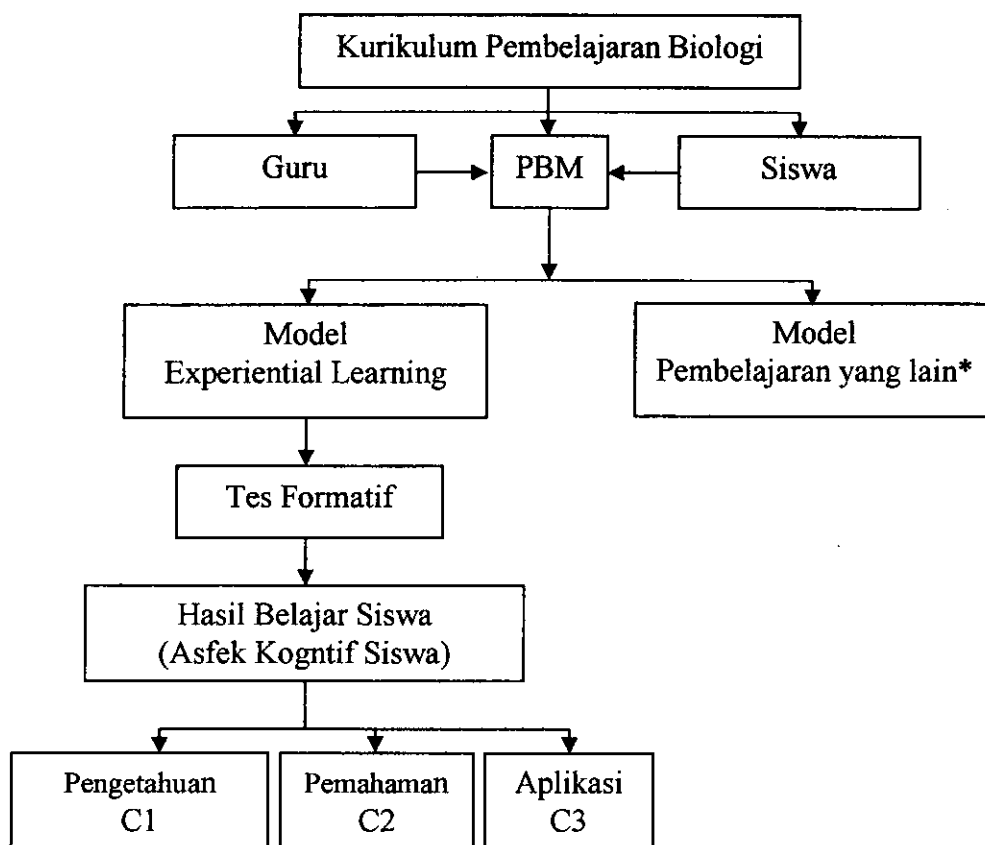 Kurikulum Pembelajaran Biologi
Guru
PBM
Siswa
Model
Experiential Learning
Model
Pembelajaran yang lain*
Tes Formatif
Hasil Belajar Siswa
(Asfek Kogntif Siswa)
Pengetahuan
C1
Pemahaman
C2
Aplikasi
C3